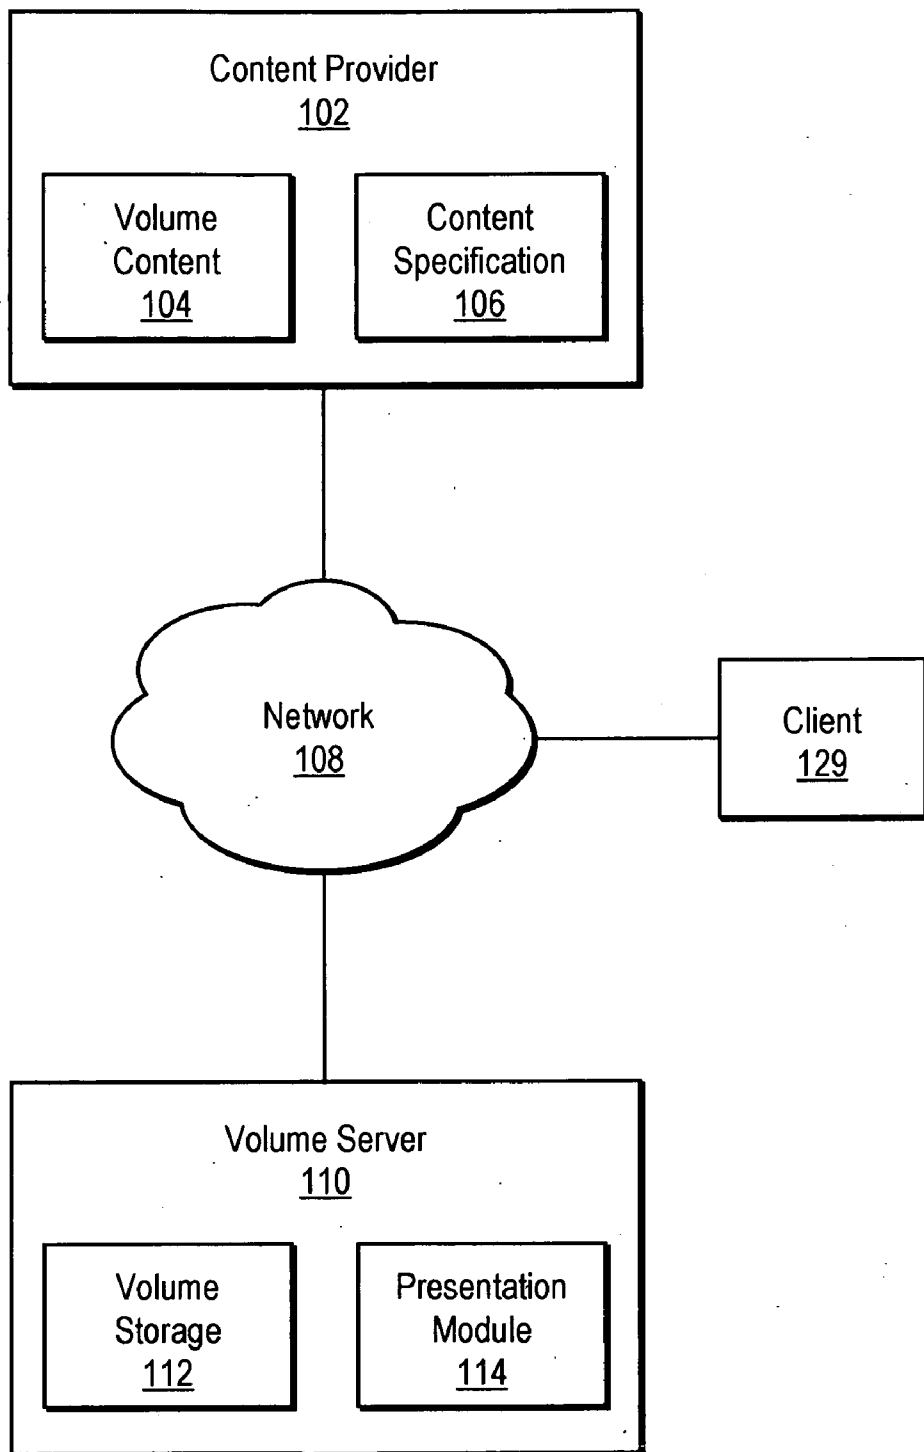 Content Provider
102
Volume
Content
104
Content
Specification
106
Network
108
Client
129
Volume Server
110
Volume
Storage
112
Presentation
Module
114